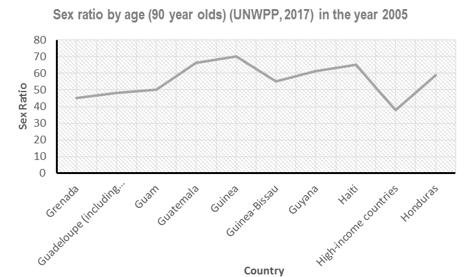 Sex ratio by age (90 year olds) (UNWPP, 2017) in the year 2005
80
70
60
50
40
30
20
10
0
Sex Ratio
Grenada
Guadeloupe (including...
Guam
Guatemala
Guinea
Guinea-Bissau
Guyana
Haiti
High-income countries
Honduras
Country